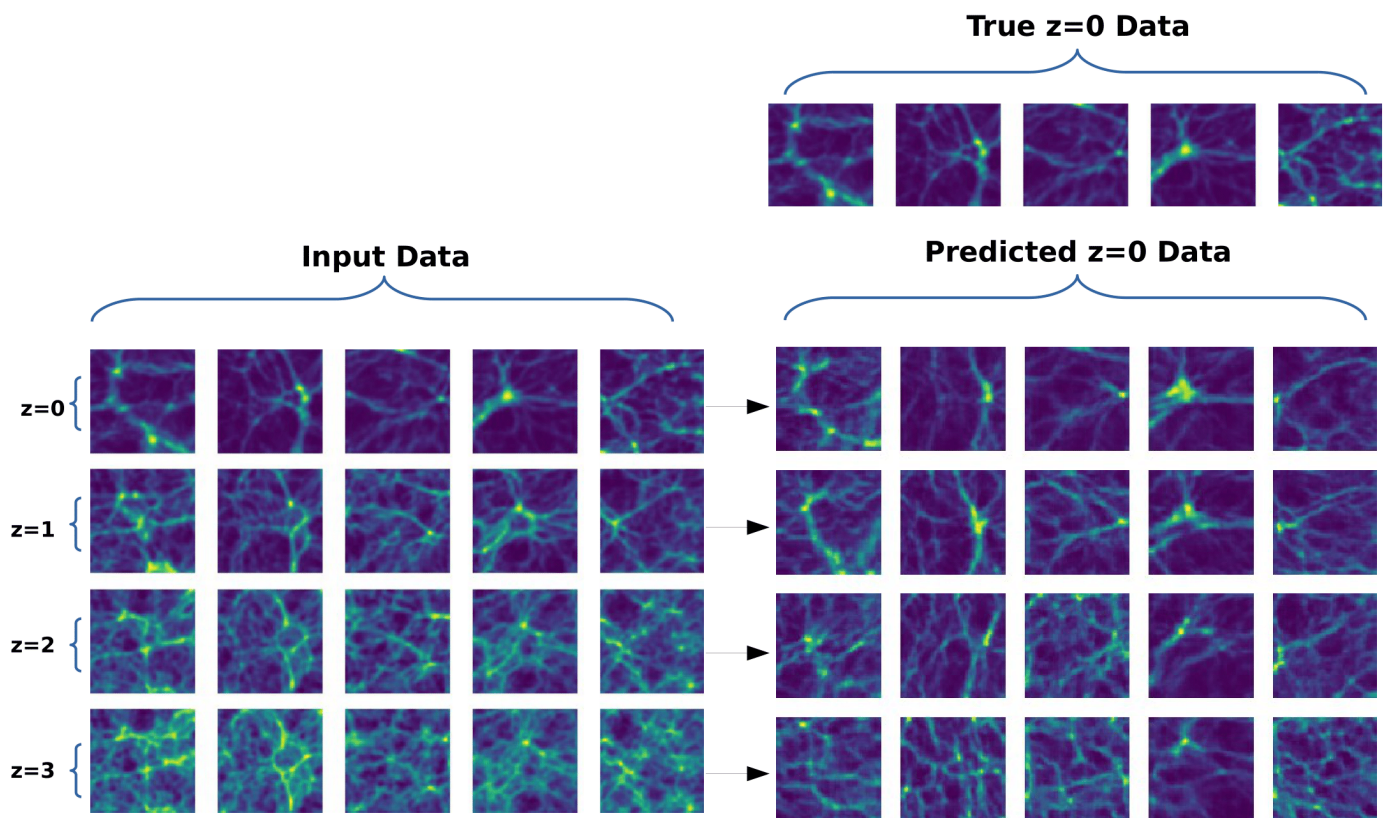 True z=0 Data
Input Data
Predicted z=0 Data
z=0
z=1
z=2
z=3